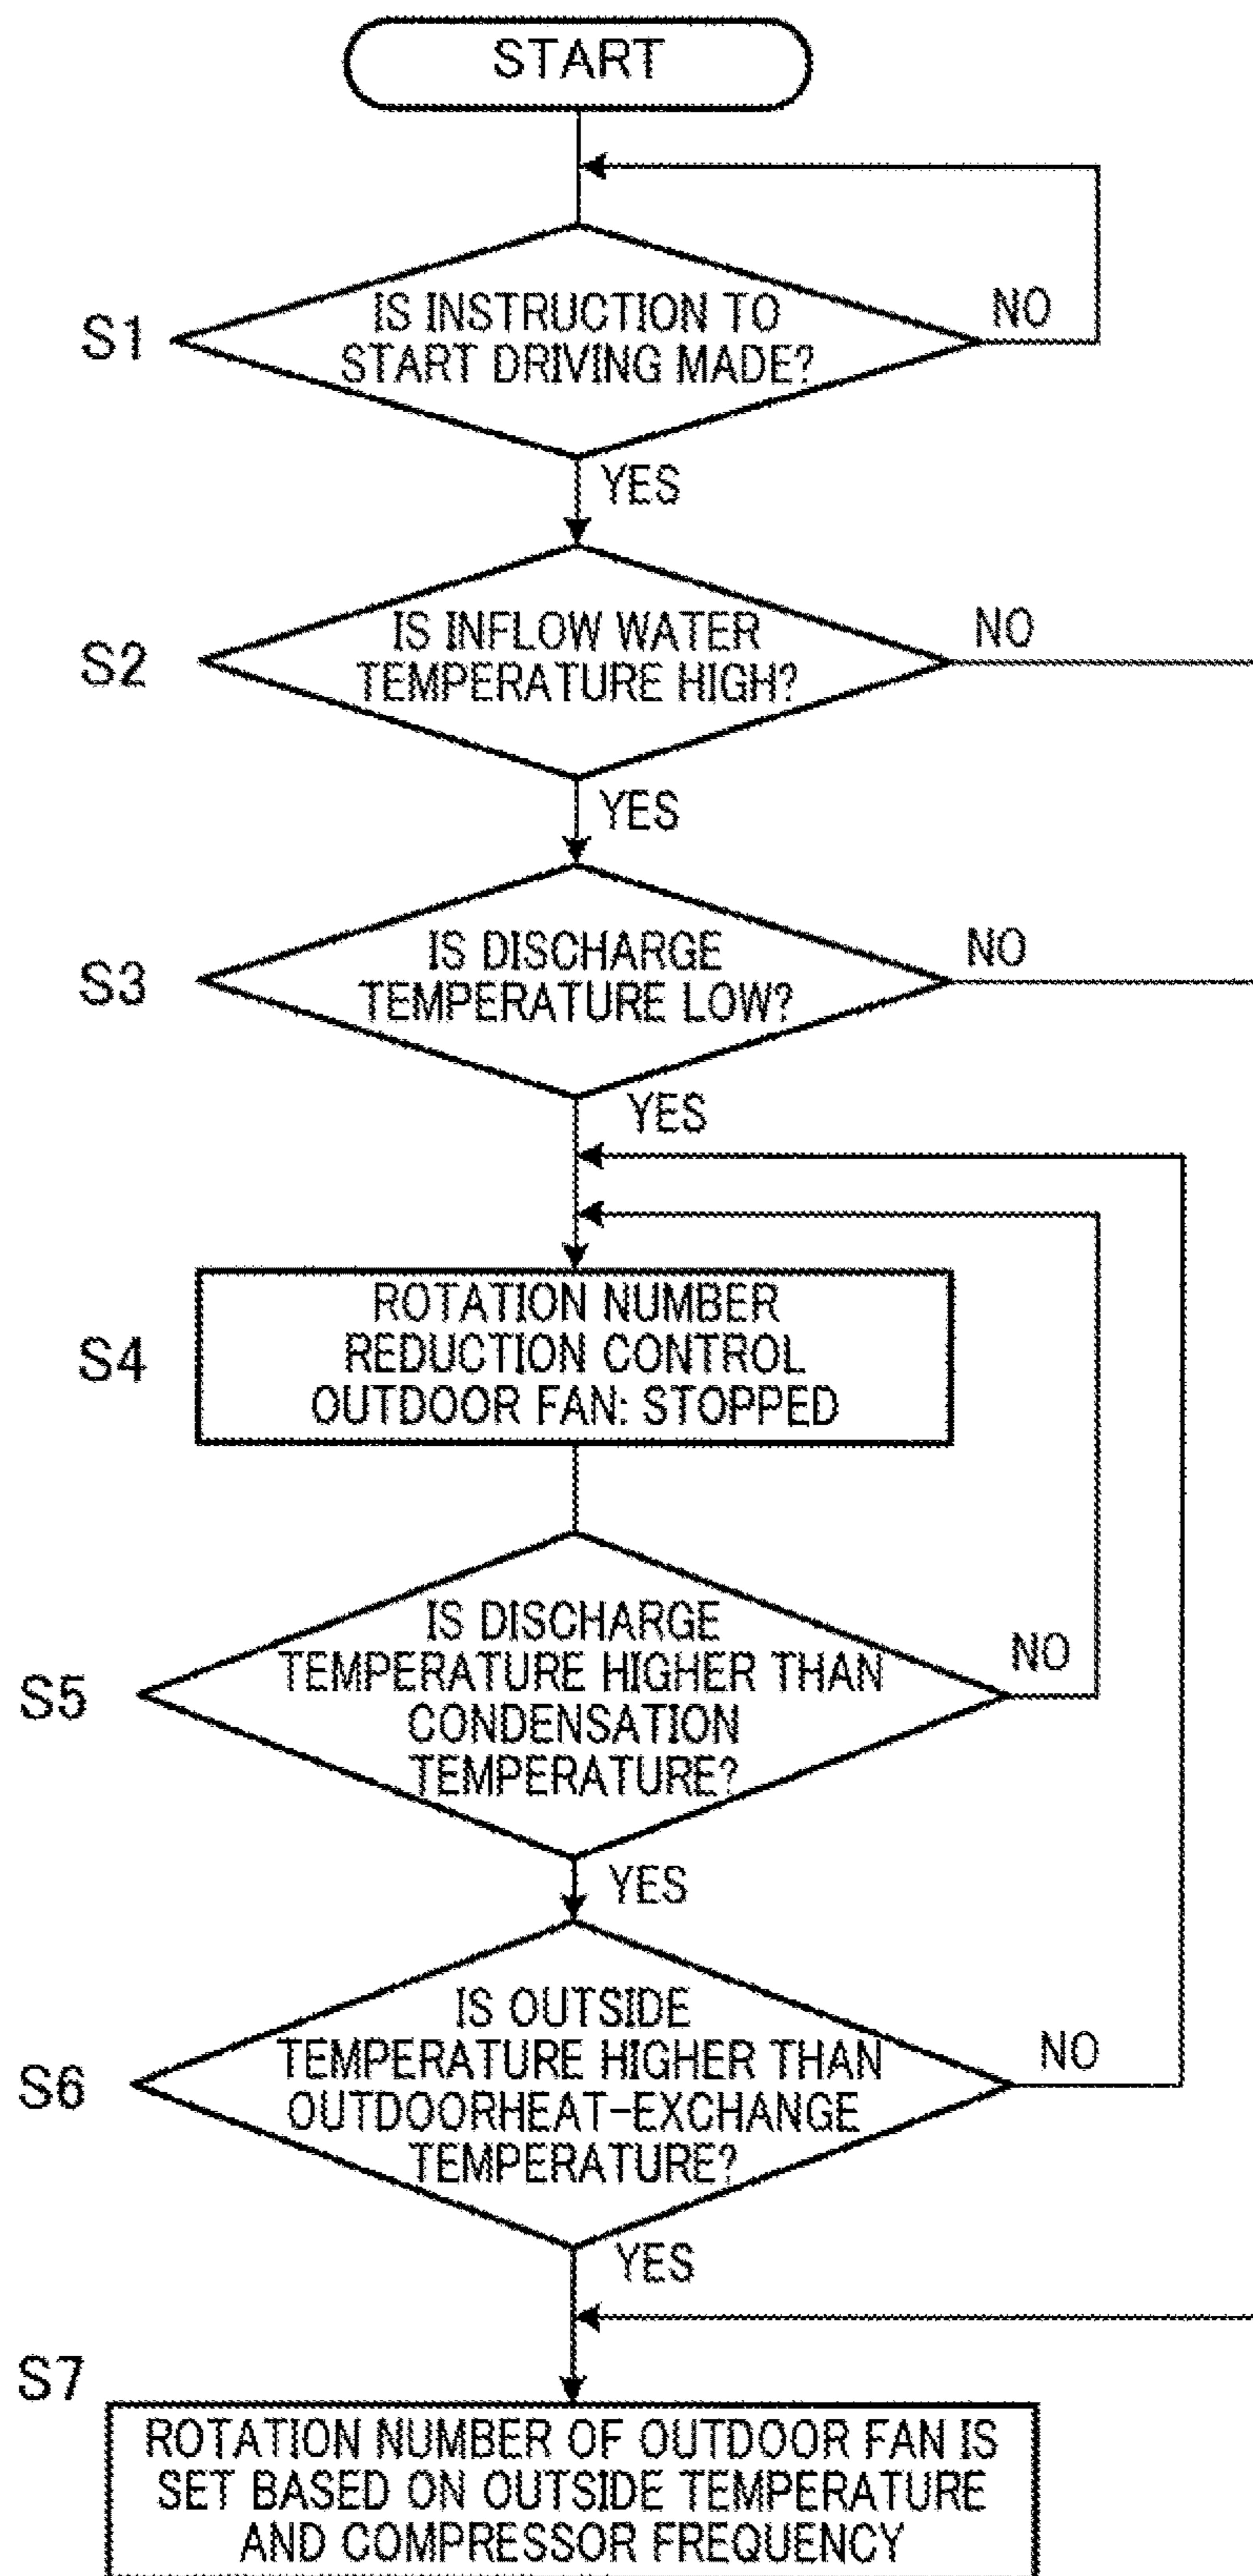 START
S1
IS INSTRUCTION TO
START DRIVING MADE?
NO
YES
S2
IS INFLOW WATER
TEMPERATURE HIGH?
NO
YES
S3
IS DISCHARGE
TEMPERATURE LOW?
NO
YES
S4
ROTATION NUMBER
REDUCTION CONTROL
OUTDOOR FAN: STOPPED
S5
IS DISCHARGE
TEMPERATURE HIGHER THAN
CONDENSATION
TEMPERATURE?
NO
YES
S6
IS OUTSIDE
TEMPERATURE HIGHER THAN
OUTDOORHEAT-EXCHANGE
TEMPERATURE?
NO
YES
S7
ROTATION NUMBER OF OUTDOOR FAN IS
SET BASED ON OUTSIDE TEMPERATURE
AND COMPRESSOR FREQUENCY